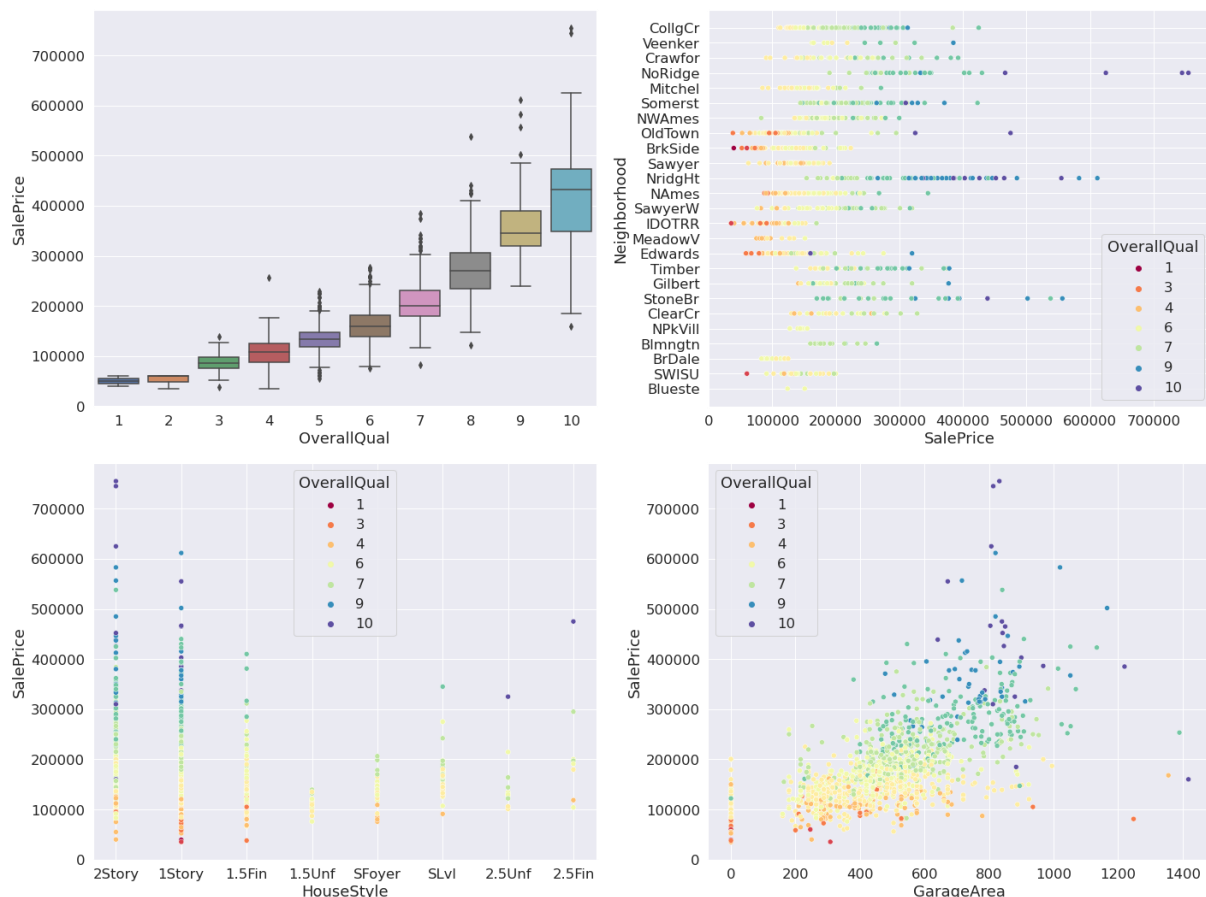 700000
600000
500000
400000
300000
200000
100000
0
SalePrice
1 2 3 4 5 6 7 8 9 10
OverallQual
CollgCr
Veenker
Crawfor
NoRidge
Mitchel
Somerst
NWAmes
OldTown
BrkSide
Sawyer
NridgHt
NAmes
SawyerW
IDOTRR
MeadowV
Edwards
Timber
Gilbert
StoneBr
ClearCr
NPkVill
Blmngtn
BrDale
SWISU
Blueste
Neighborhood
OverallQual
1
3
4
6
7
9
10
0 100000 200000 300000 400000 500000 600000 700000
SalePrice
700000
600000
500000
400000
300000
200000
100000
0
SalePrice
OverallQual
1
3
4
6
7
9
10
2Story 1Story 1.5Fin 1.5Unf SFoyer SLvl 2.5Unf 2.5Fin
HouseStyle
700000
600000
500000
400000
300000
200000
100000
0
SalePrice
OverallQual
1
3
4
6
7
9
10
0 200 400 600 800 1000 1200 1400
GarageArea